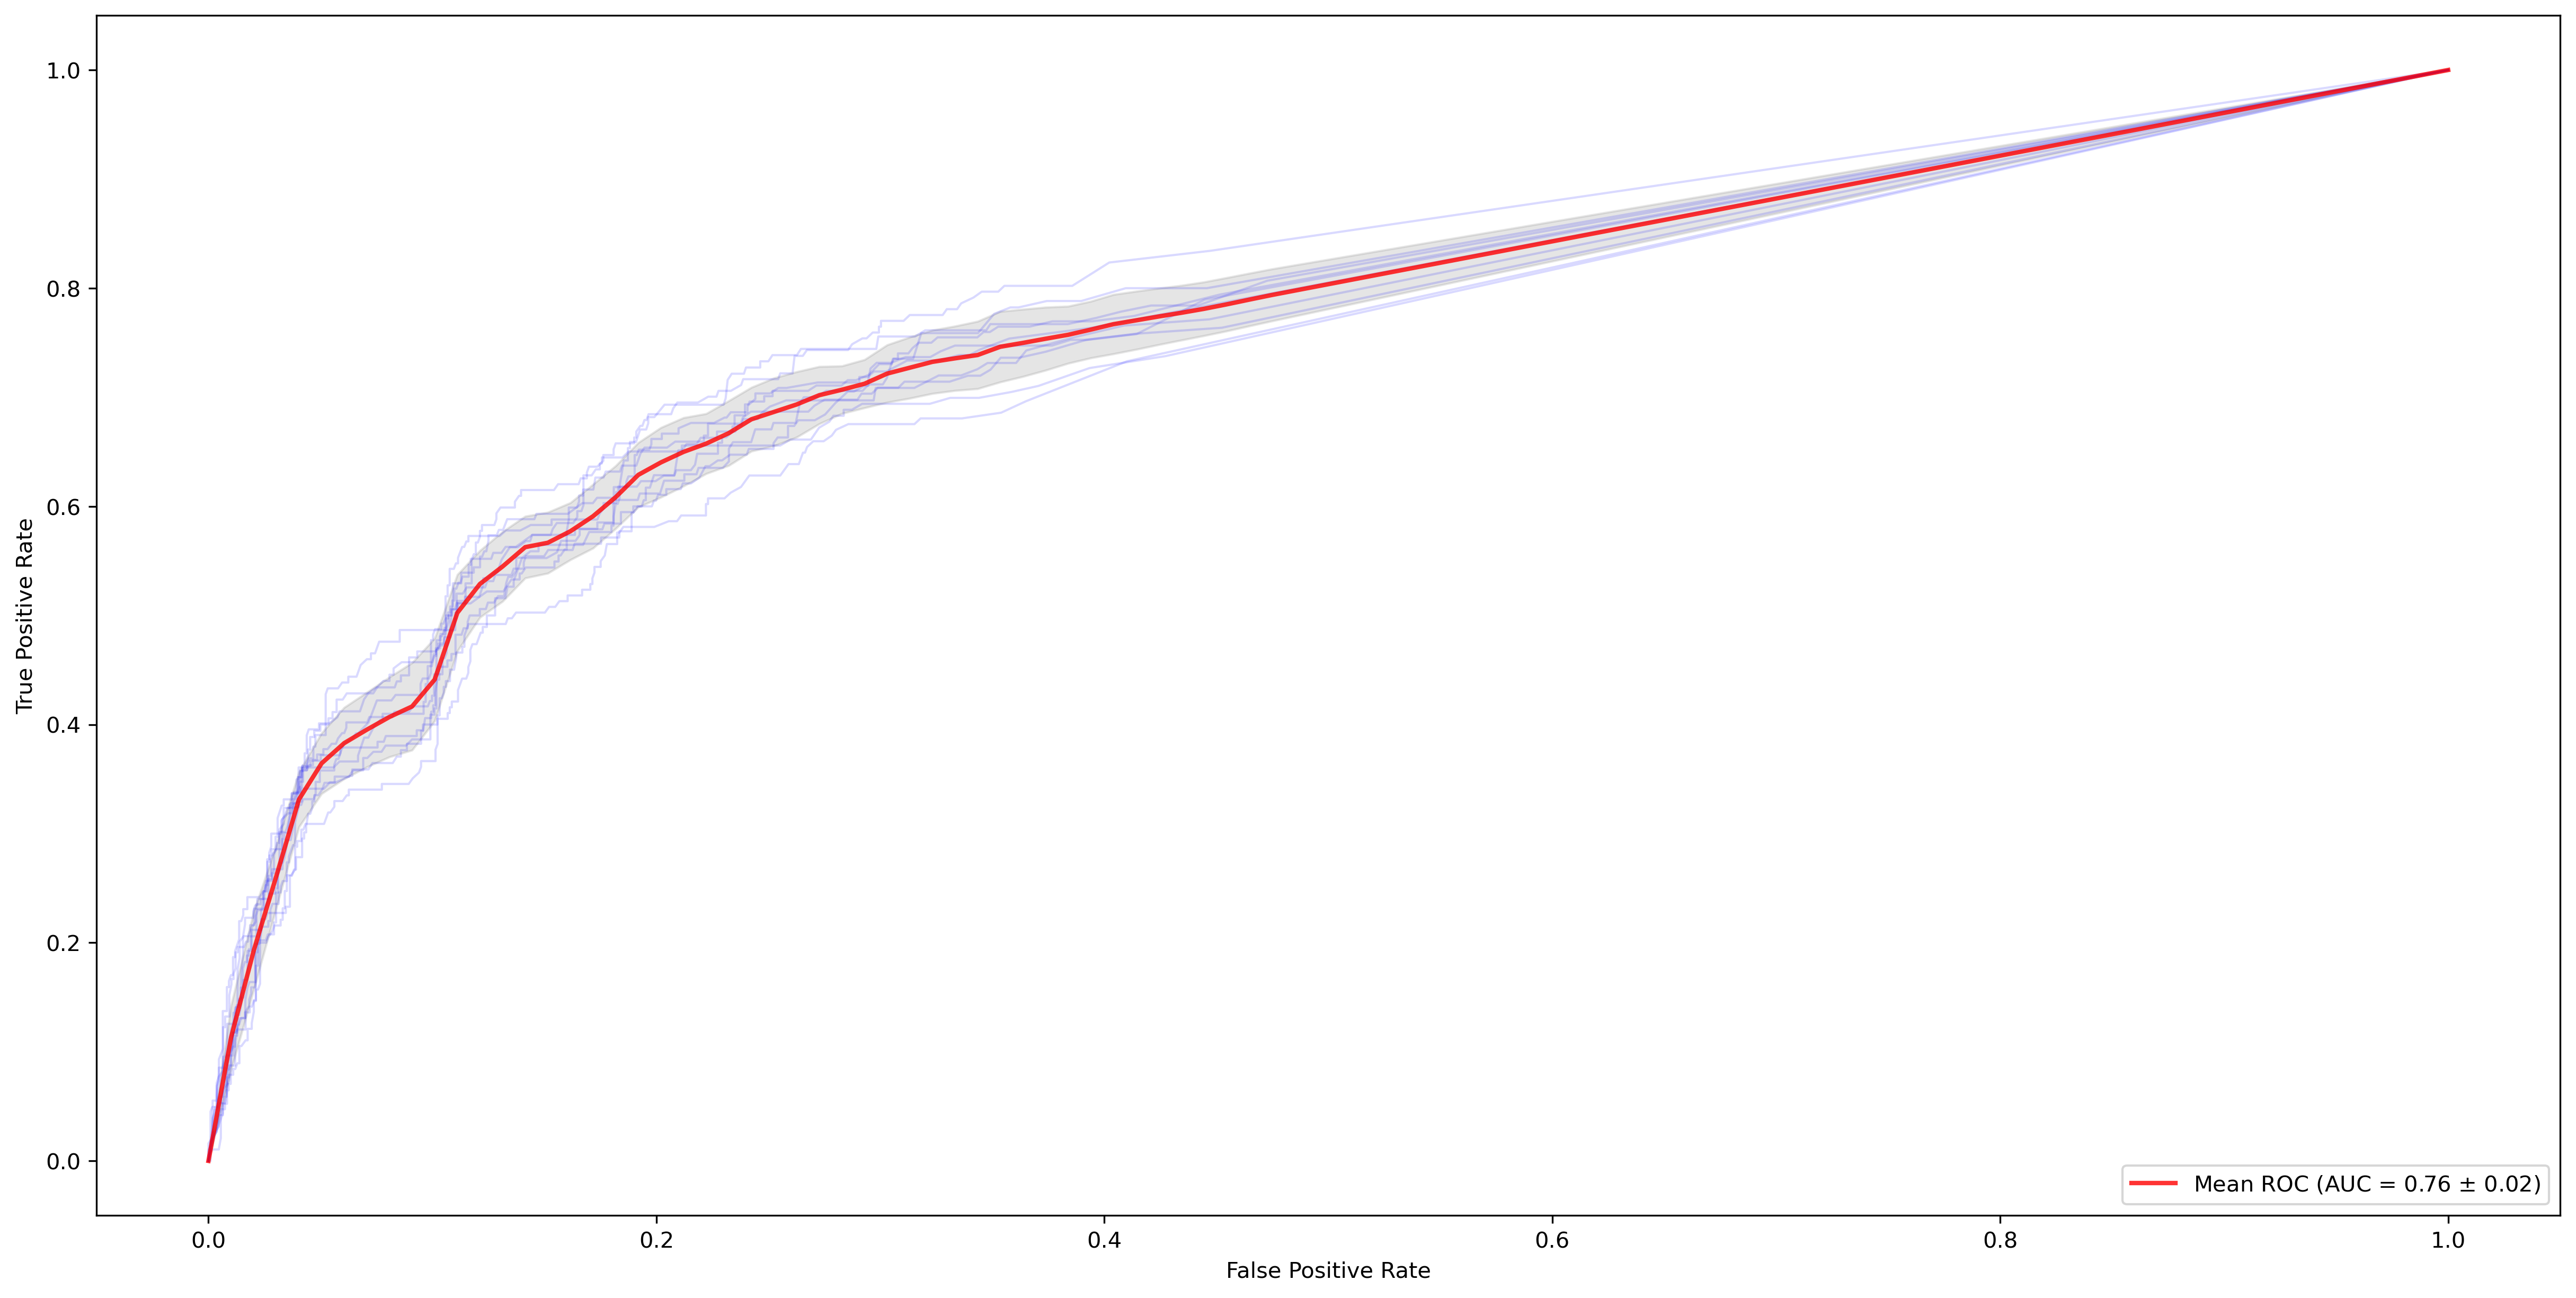 1.0
0.8
0.6
0.4
0.2
0.0
True Positive Rate
0.0 0.2 0.4 0.6 0.8 1.0
False Positive Rate
Mean ROC (AUC = 0.76 ± 0.02)